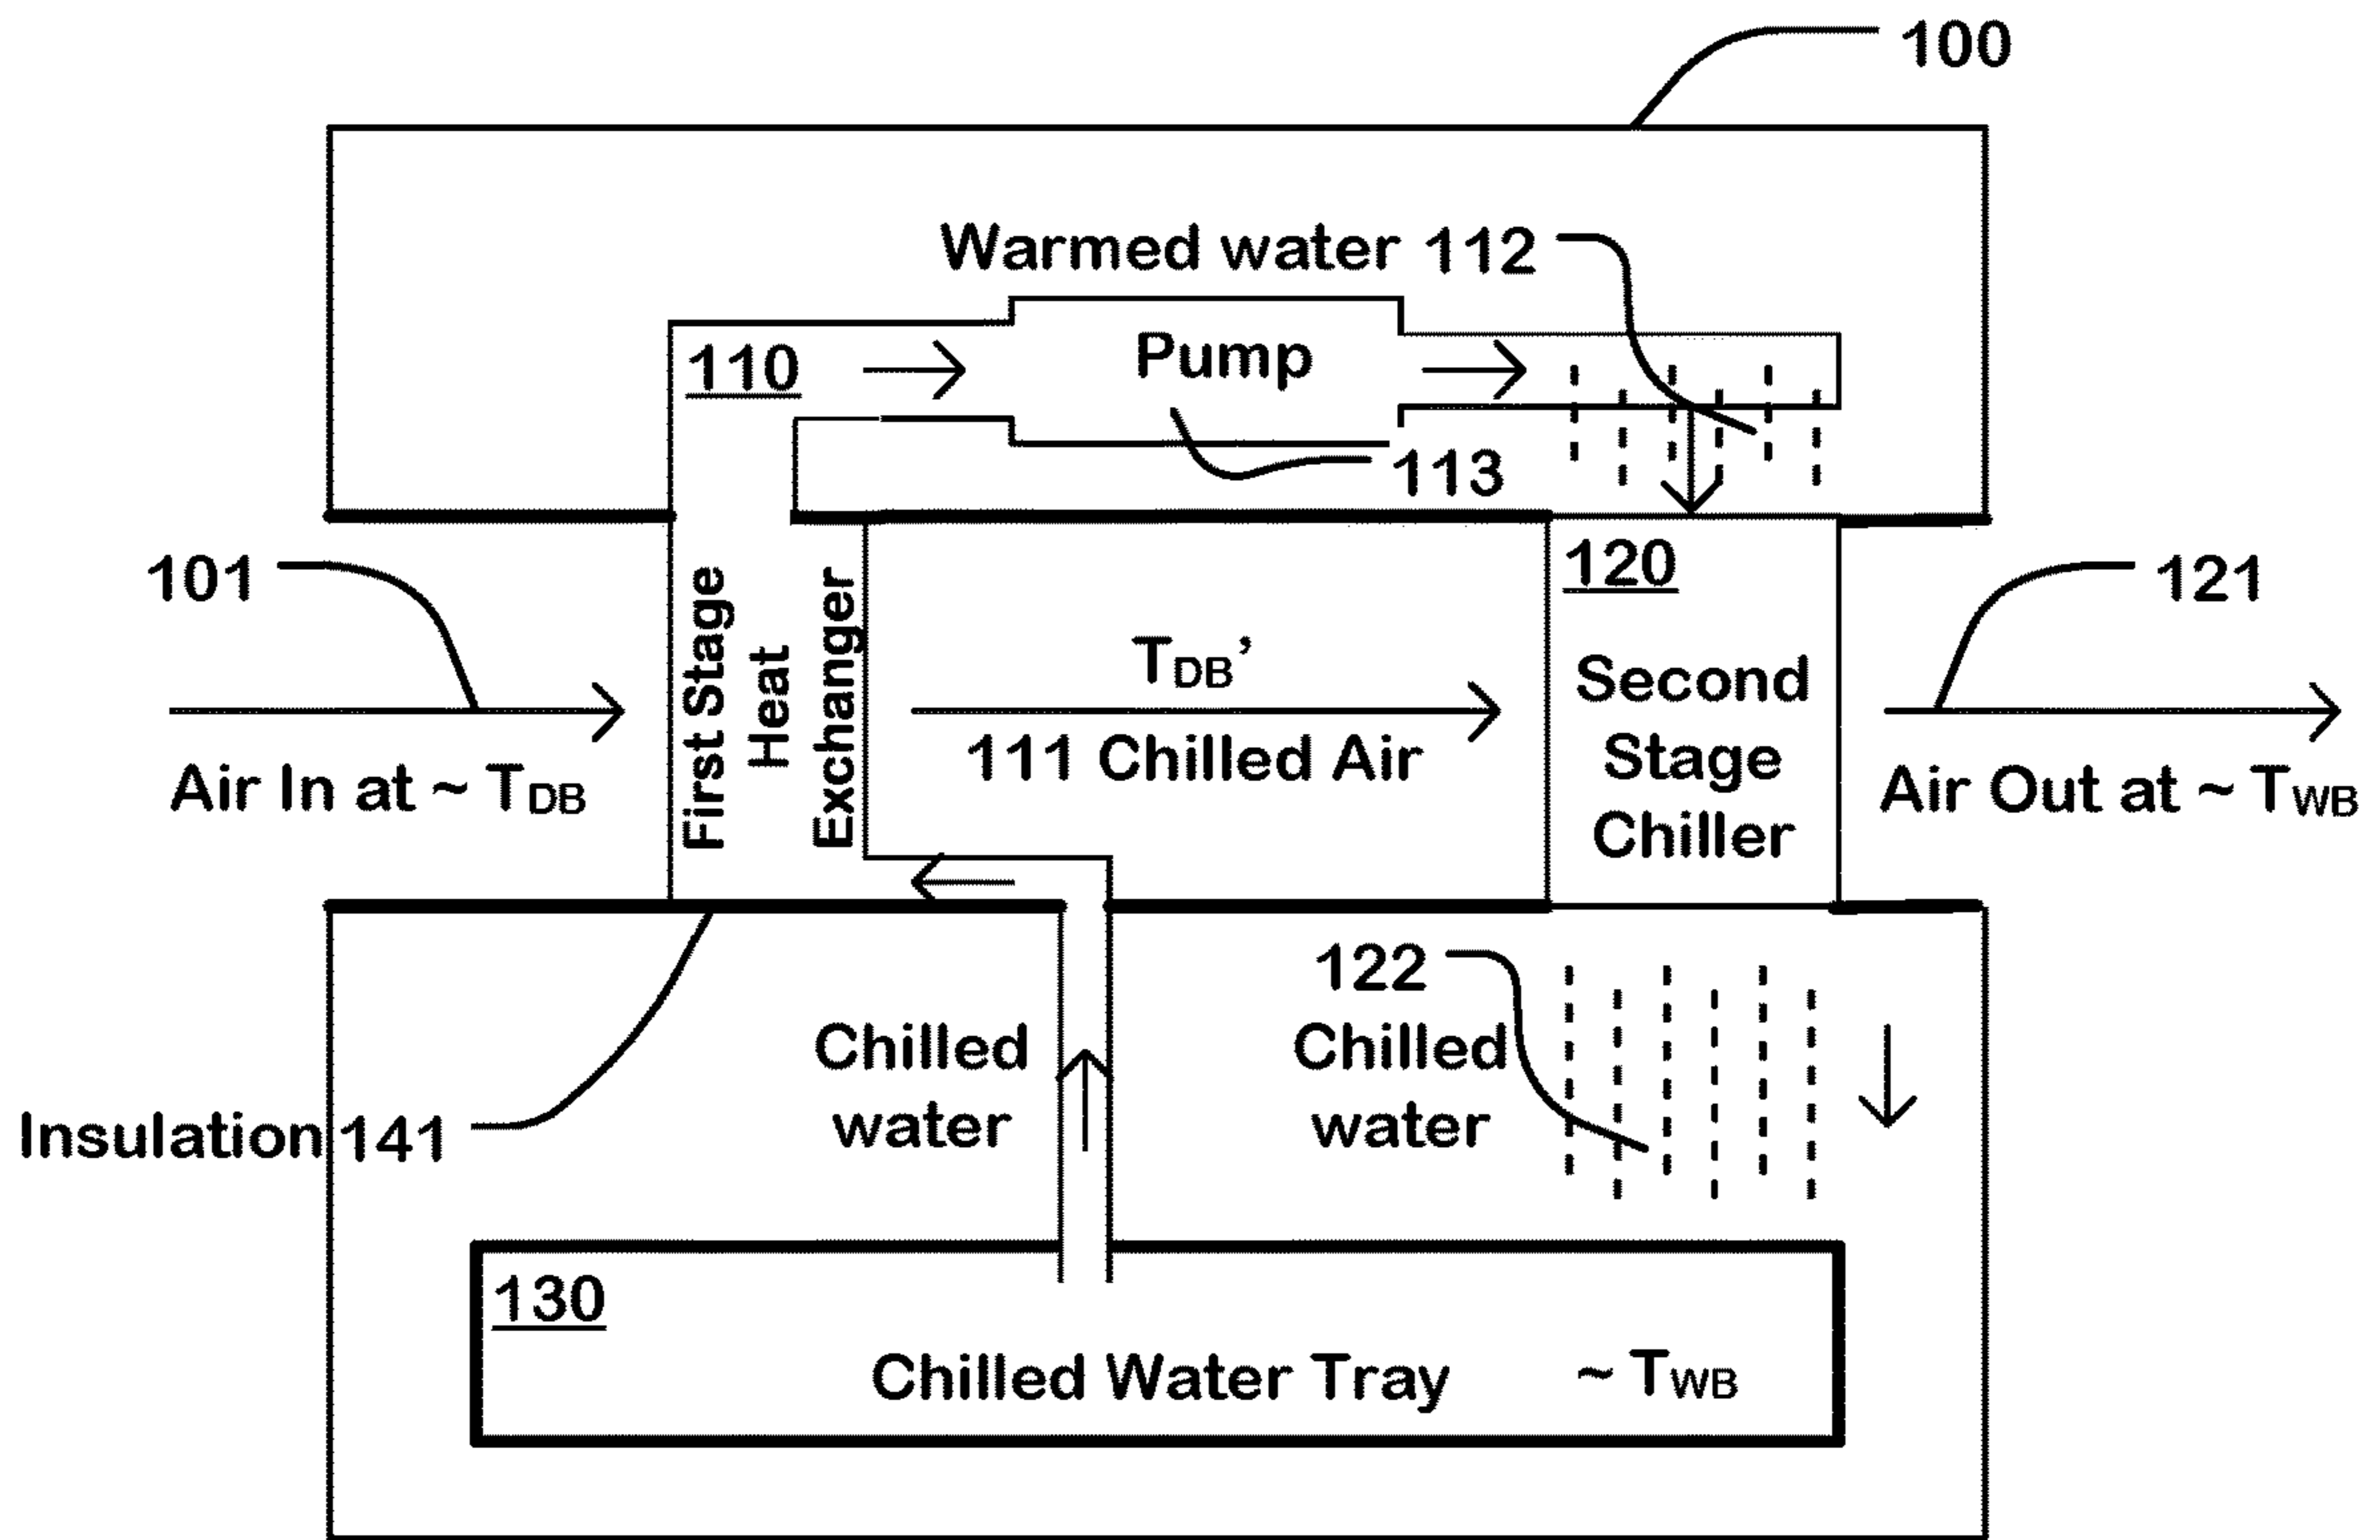 100
Warmed water 112
110
Pump
113
101
120
121
First Stage
Heat
Exchanger
TDB’
111 Chilled Air
Second
Stage
Chiller
Air In at ~ TDB
Air Out at ~ TWB
122
Chilled
water
Chilled
water
Insulation 141
130
Chilled Water Tray ~ TWB